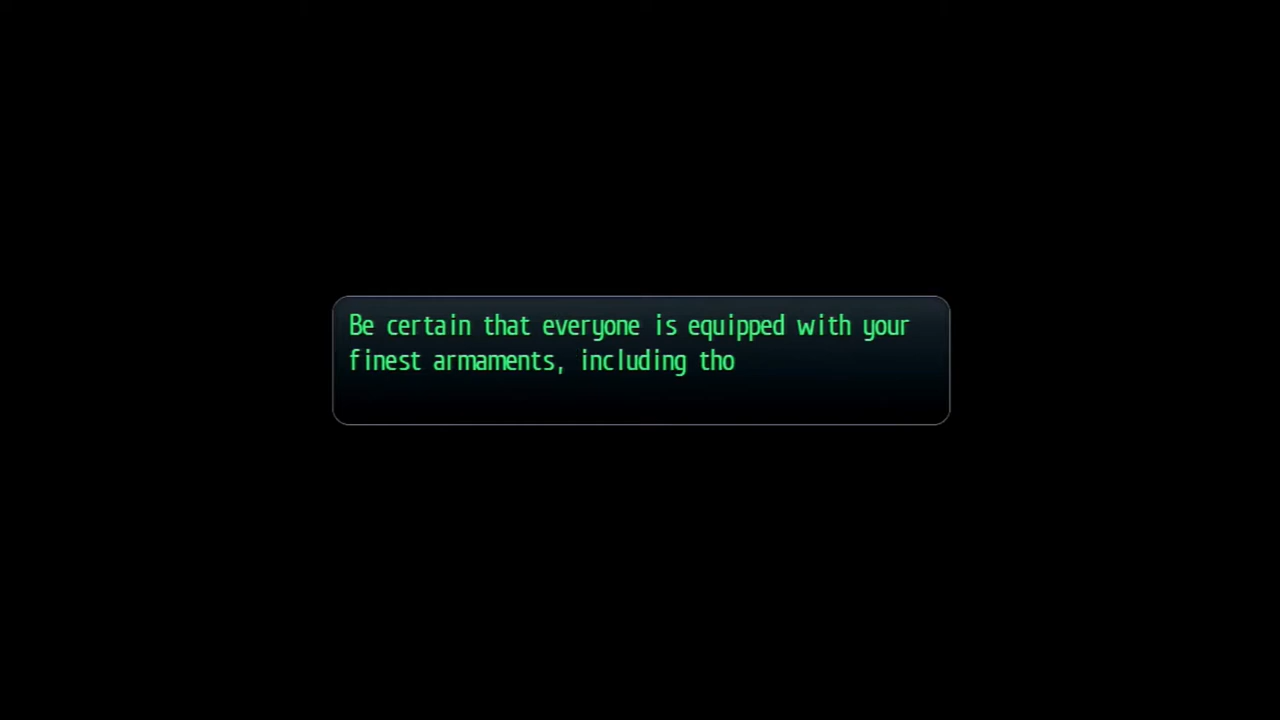 Be certain that everyone is equipped with your
finest armaments, including tho